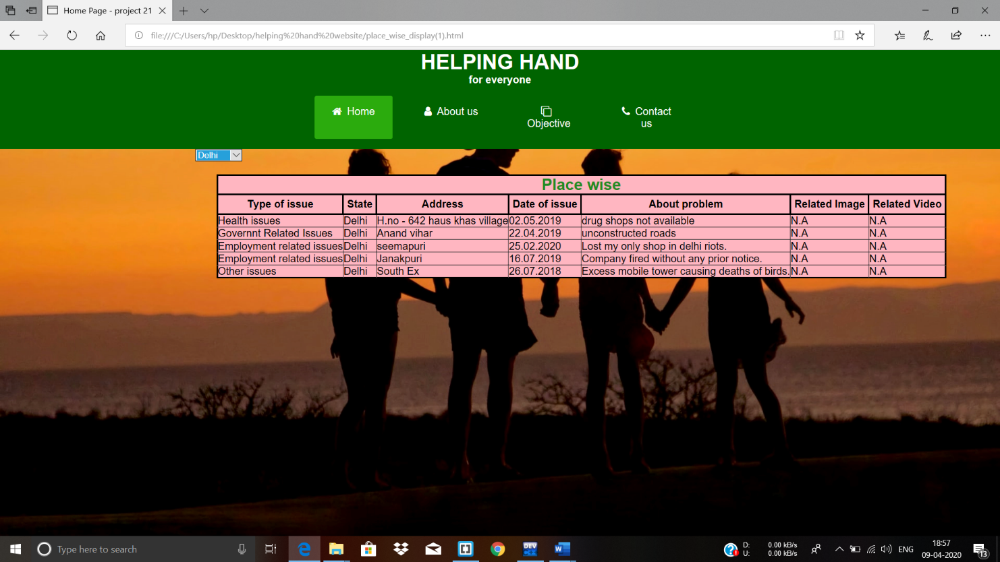 Home Page - project 21
file:///C:/Users/hp/Desktop/helping%20hand%20website/place_wise_display(1).html
HELPING HAND
for everyone
Home About us Objective Contact us
Delhi
Place wise
Type of issue State Address Date of issue About problem Related Image Related Video
Health issues Delhi H.no - 642 haus khas village 02.05.2019 drug shops not available N.A N.A
Governnt Related Issues Delhi Anand vihar 22.04.2019 unconstructed roads N.A N.A
Employment related issues Delhi seemapuri 25.02.2020 Lost my only shop in delhi riots. N.A N.A
Employment related issues Delhi Janakpuri 16.07.2019 Company fired without any prior notice. N.A N.A
Other issues Delhi South Ex 26.07.2018 Excess mobile tower causing deaths of birds. N.A N.A
Type here to search
DEV
D: 0.00 kB/s
U: 0.00 kB/s
ENG
18:57
09-04-2020
13